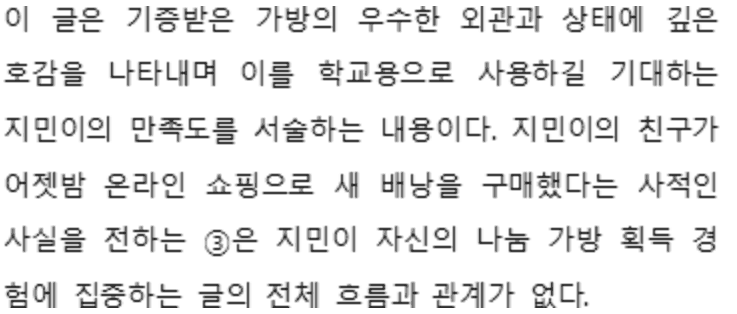 이 글은 기증받은 가방의 우수한 외관과 상태에 깊은
호감을 나타내며 이를 학교용으로 사용하길 기대하는
지민이의 만족도를 서술하는 내용이다. 지민이의 친구가
어젯밤 온라인 쇼핑으로 새 배낭을 구매했다는 사적인
사실을 전하는 ③은 지민이 자신의 나눔 가방 획득 경
험에 집중하는 글의 전체 흐름과 관계가 없다.